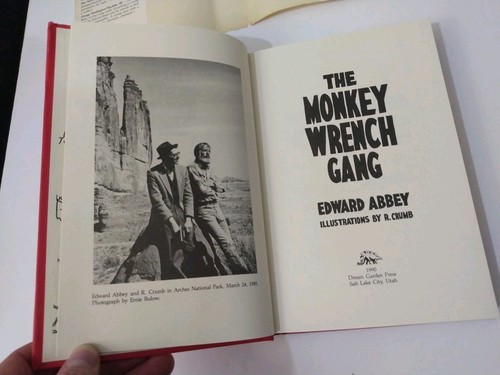 Edward Abbey and R. Crumb in Arches National Park, March 24, 1985.
Photograph by Ernie Bulow.
THE
MONKEY
WRENCH
GANG
EDWARD ABBEY
ILLUSTRATIONS BY R. CRUMB
1990
Dream Garden Press
Salt Lake City, Utah